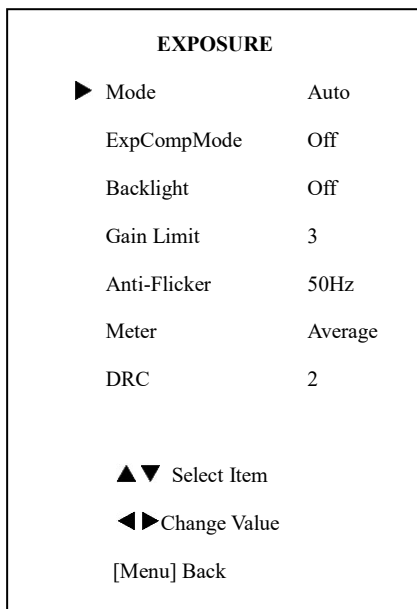 EXPOSURE
▶ Mode Auto
ExpCompMode Off
Backlight Off
Gain Limit 3
Anti-Flicker 50Hz
Meter Average
DRC 2
▲▼ Select Item
◀▶Change Value
[Menu] Back